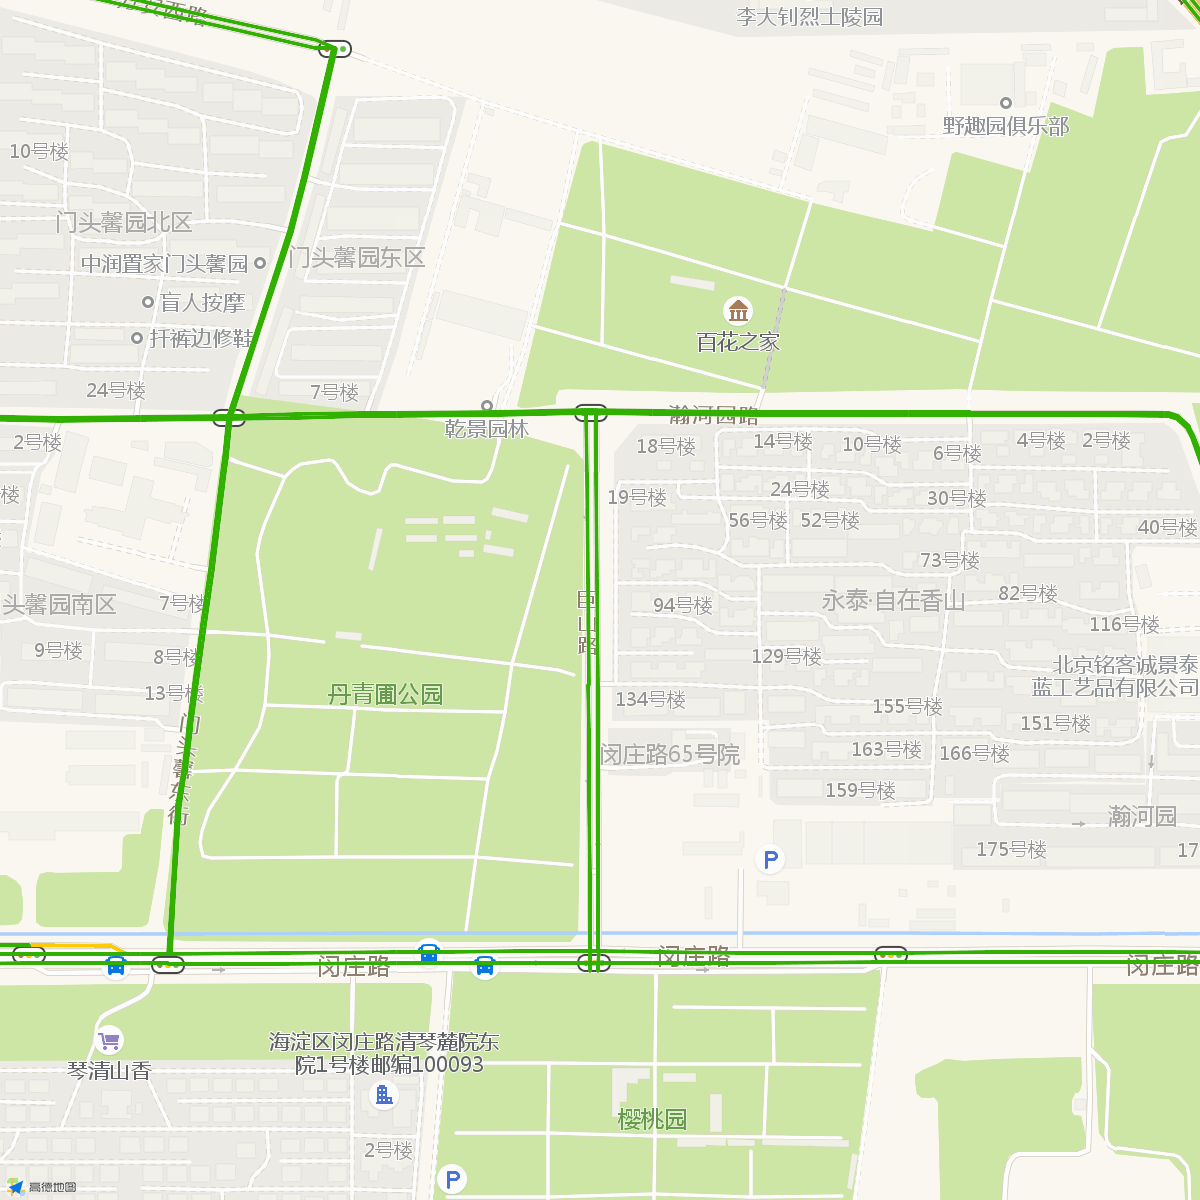 李大钊烈士陵园
野趣园俱乐部
10号楼
门头馨园北区
门头馨园东区
中润置家门头馨园
盲人按摩
扦裤边修鞋
百花之家
24号楼
7号楼
乾景园林
瀚河园路
2号楼
18号楼
14号楼
10号楼
6号楼
4号楼
2号楼
号楼
19号楼
24号楼
30号楼
56号楼
52号楼
40号楼
73号楼
头馨园南区
7号楼
巨山路
94号楼
永泰·自在香山
82号楼
116号楼
9号楼
8号楼
129号楼
北京铭客诚景泰
蓝工艺品有限公司
13号楼
丹青圃公园
134号楼
155号楼
151号楼
门头馨东街
闵庄路65号院
163号楼
166号楼
159号楼
瀚河园
175号楼
17
P
闵庄路
闵庄路
闵庄路
海淀区闵庄路清琴麓院东
院1号楼邮编100093
琴清山香
樱桃园
2号楼
P
高德地图